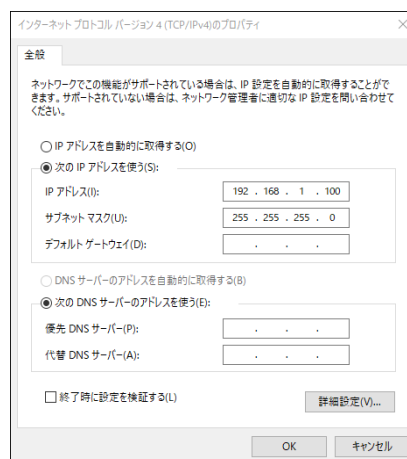 インターネット プロトコル バージョン 4 (TCP/IPv4)のプロパティ
全般
ネットワークでこの機能がサポートされている場合は、IP 設定を自動的に取得することがで
きます。サポートされていない場合は、ネットワーク管理者に適切な IP 設定を問い合わせて
ください。
IP アドレスを自動的に取得する(O)
次の IP アドレスを使う(S):
IP アドレス(I): 192 . 168 . 1 . 100
サブネット マスク(U): 255 . 255 . 255 . 0
デフォルト ゲートウェイ(D): . . .
DNS サーバーのアドレスを自動的に取得する(B)
次の DNS サーバーのアドレスを使う(E):
優先 DNS サーバー(P): . . .
代替 DNS サーバー(A): . . .
終了時に設定を検証する(L)
詳細設定(V)...
OK キャンセル